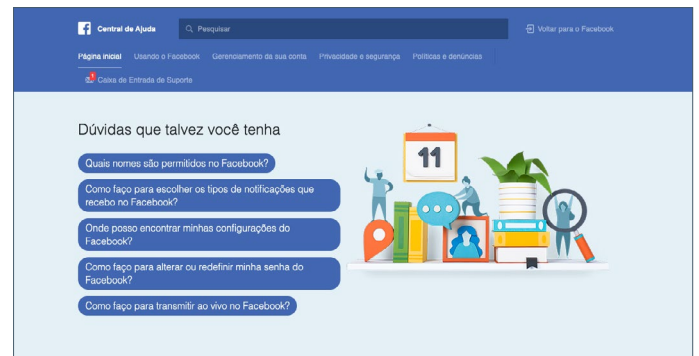 Central de Ajuda
Pesquisar
Voltar para o Facebook
Página inicial Usando o Facebook Gerenciamento da sua conta Privacidade e segurança Políticas e denúncias
1
Caixa de Entrada de Suporte
Dúvidas que talvez você tenha
Quais nomes são permitidos no Facebook?
Como faço para escolher os tipos de notificações que
recebo no Facebook?
Onde posso encontrar minhas configurações do
Facebook?
Como faço para alterar ou redefinir minha senha do
Facebook?
Como faço para transmitir ao vivo no Facebook?
11